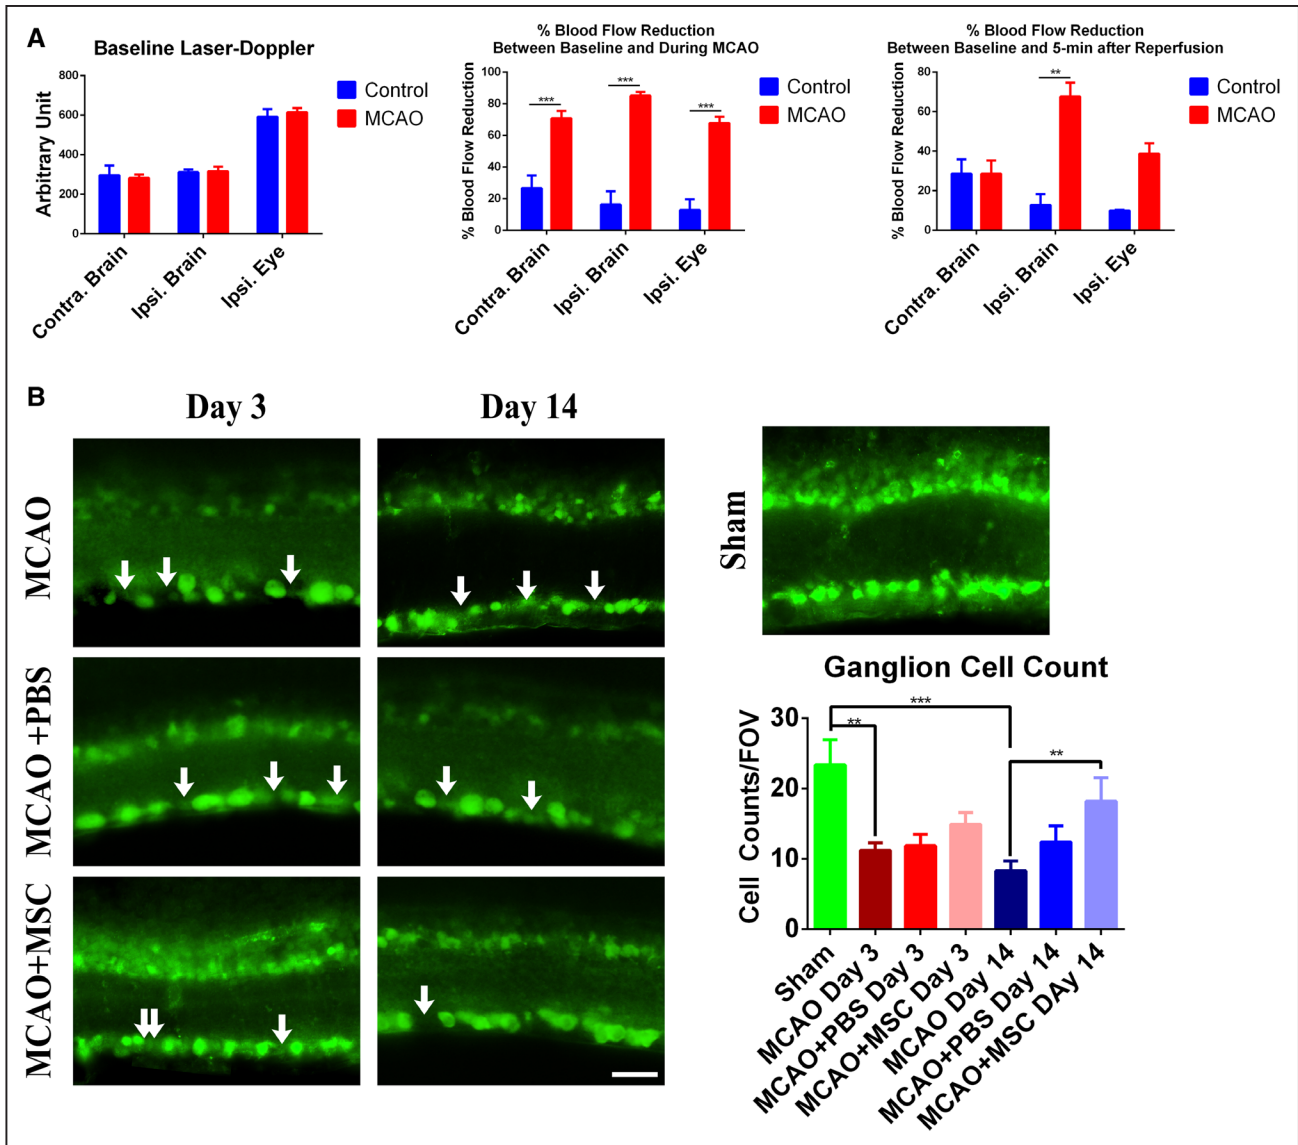 A
Baseline Laser-Doppler
Arbitrary Unit
800
600
400
200
0
Contra. Brain
Ipsi. Brain
Ipsi. Eye
Control
MCAO
% Blood Flow Reduction
Between Baseline and During MCAO
% Blood Flow Reduction
100
80
60
40
20
0
***
***
***
Contra. Brain
Ipsi. Brain
Ipsi. Eye
Control
MCAO
% Blood Flow Reduction
Between Baseline and 5-min after Reperfusion
% Blood Flow Reduction
80
60
40
20
0
**
Contra. Brain
Ipsi. Brain
Ipsi. Eye
Control
MCAO
B
Day 3
Day 14
MCAO
MCAO +PBS
MCAO+MSC
Sham
Ganglion Cell Count
Cell Counts/FOV
30
20
10
0
**
***
**
Sham
MCAO Day 3
MCAO+PBS Day 3
MCAO+MSC Day 3
MCAO Day 14
MCAO+PBS Day 14
MCAO+MSC DAy 14